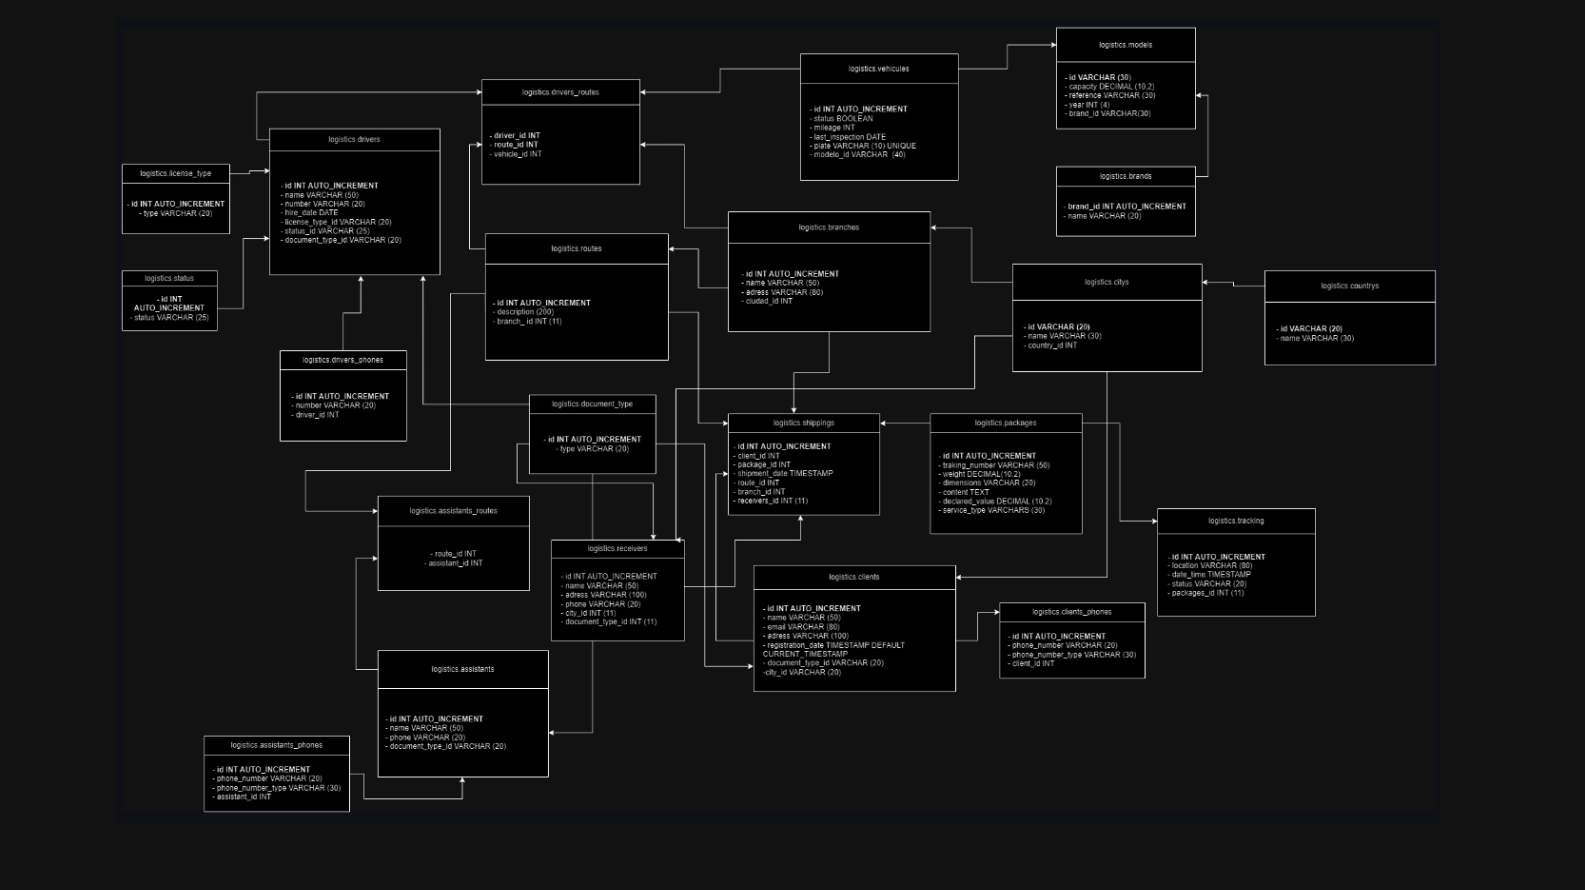 logistics.models
- id VARCHAR (30)
- capacity DECIMAL (10,2)
- reference VARCHAR (30)
- year INT (4)
- brand_id VARCHAR(30)
logistics.vehicules
- id INT AUTO_INCREMENT
- status BOOLEAN
- mileage INT
- last_inspection DATE
- plate VARCHAR (10) UNIQUE
- modelo_id VARCHAR (40)
logistics.drivers_routes
- driver_id INT
- route_id INT
- vehicle_id INT
logistics.drivers
- id INT AUTO_INCREMENT
- name VARCHAR (50)
- number VARCHAR (20)
- hire_date DATE
- license_type_id VARCHAR (20)
- status_id VARCHAR (25)
- document_type_id VARCHAR (20)
logistics.license_type
- id INT AUTO_INCREMENT
- type VARCHAR (20)
logistics.brands
- brand_id INT AUTO_INCREMENT
- name VARCHAR (20)
logistics.branches
- id INT AUTO_INCREMENT
- name VARCHAR (50)
- adress VARCHAR (80)
- ciudad_id INT
logistics.routes
- id INT AUTO_INCREMENT
- description (200)
- branch_ id INT (11)
logistics.status
- id INT
AUTO_INCREMENT
- status VARCHAR (25)
logistics.citys
- id VARCHAR (20)
- name VARCHAR (30)
- country_id INT
logistics.countrys
- id VARCHAR (20)
- name VARCHAR (30)
logistics.drivers_phones
- id INT AUTO_INCREMENT
- number VARCHAR (20)
- driver_id INT
logistics.document_type
- id INT AUTO_INCREMENT
- type VARCHAR (20)
logistics.shippings
- id INT AUTO_INCREMENT
- client_id INT
- package_id INT
- shipment_date TIMESTAMP
- route_id INT
- branch_id INT
- receivers_id INT (11)
logistics.packages
- id INT AUTO_INCREMENT
- traking_number VARCHAR (50)
- weight DECIMAL(10.2)
- dimensions VARCHAR (20)
- content TEXT
- declared_value DECIMAL (10.2)
- service_type VARCHARS (30)
logistics.assistants_routes
- route_id INT
- assistant_id INT
logistics.tracking
- id INT AUTO_INCREMENT
- location VARCHAR (80)
- date_time TIMESTAMP
- status VARCHAR (20)
- packages_id INT (11)
logistics.receivers
- id INT AUTO_INCREMENT
- name VARCHAR (50)
- adress VARCHAR (100)
- phone VARCHAR (20)
- city_id INT (11)
- document_type_id INT (11)
logistics.clients
- id INT AUTO_INCREMENT
- name VARCHAR (50)
- email VARCHAR (80)
- adress VARCHAR (100)
- registration_date TIMESTAMP DEFAULT
CURRENT_TIMESTAMP
- document_type_id VARCHAR (20)
-city_id VARCHAR (20)
logistics.clients_phones
- id INT AUTO_INCREMENT
- phone_number VARCHAR (20)
- phone_number_type VARCHAR (30)
- client_id INT
logistics.assistants
- id INT AUTO_INCREMENT
- name VARCHAR (50)
- phone VARCHAR (20)
- document_type_id VARCHAR (20)
logistics.assistants_phones
- id INT AUTO_INCREMENT
- phone_number VARCHAR (20)
- phone_number_type VARCHAR (30)
- assistant_id INT